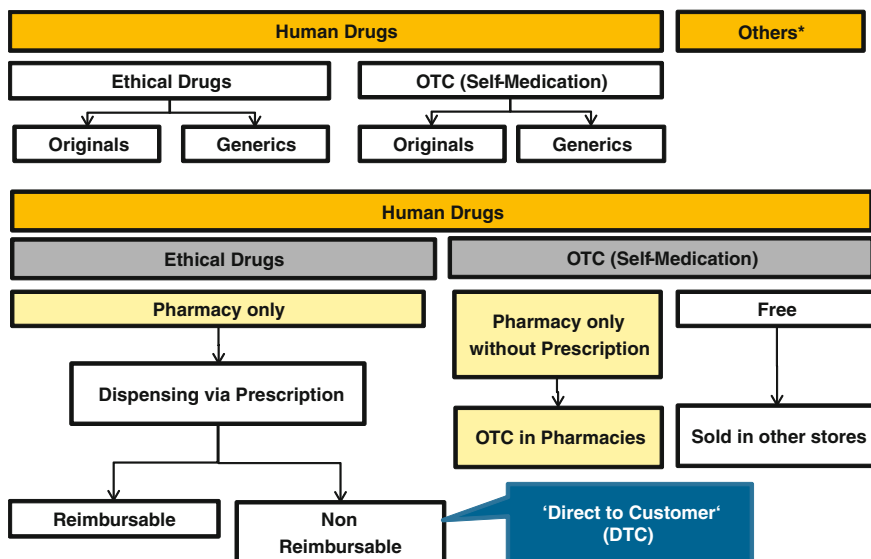 Human Drugs
Others*
Ethical Drugs
OTC (Self-Medication)
Originals
Generics
Originals
Generics
Human Drugs
Ethical Drugs
OTC (Self-Medication)
Pharmacy only
Pharmacy only
without Prescription
Free
Dispensing via Prescription
OTC in Pharmacies
Sold in other stores
Reimbursable
Non
Reimbursable
‘Direct to Customer‘
(DTC)